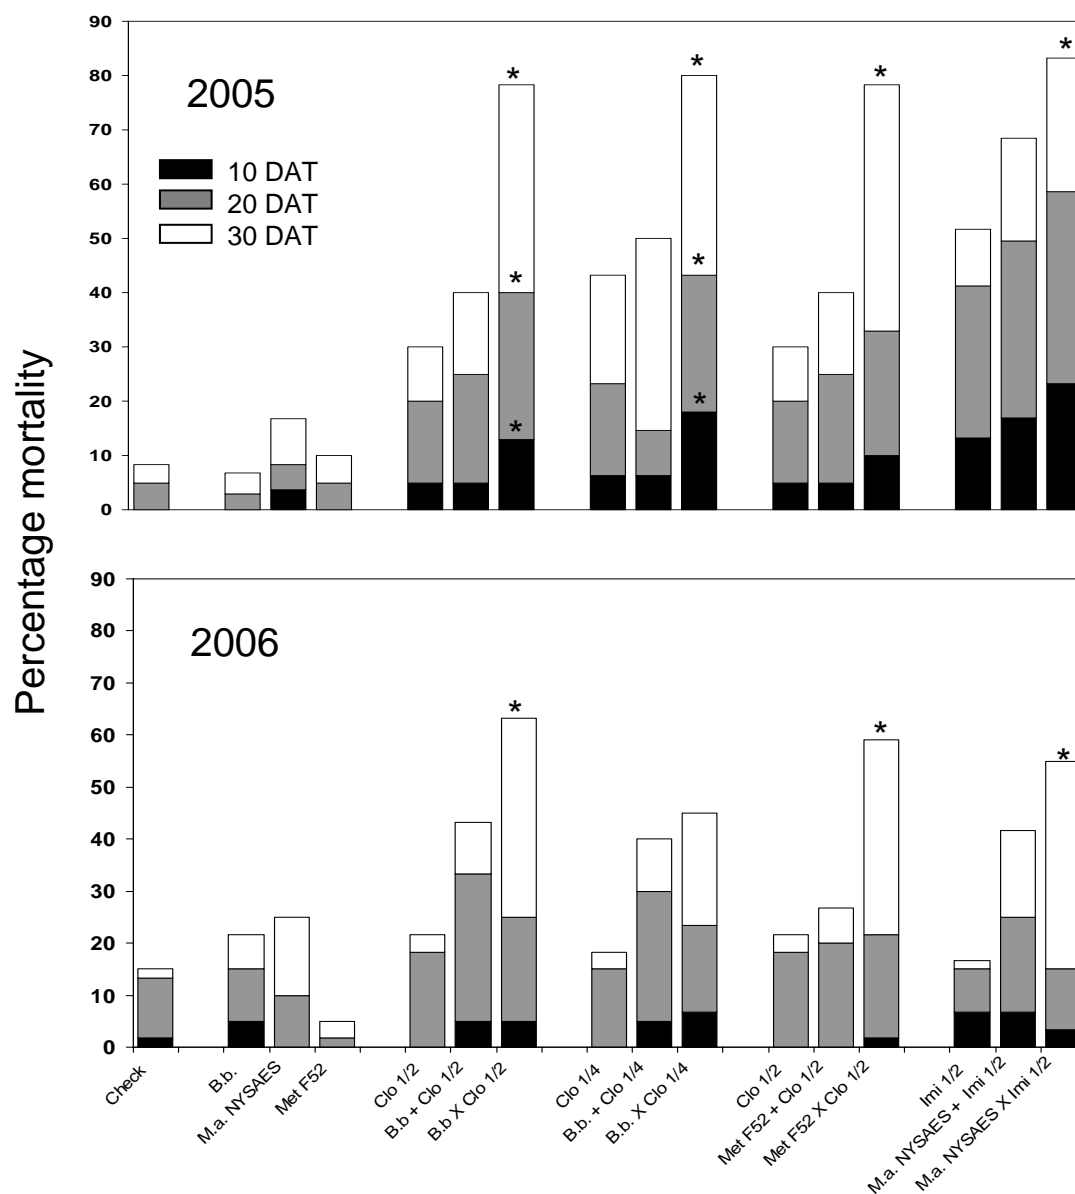 Percentage mortality
90
80
70
60
50
40
30
20
10
0
2005
10 DAT
20 DAT
30 DAT
*
*
*
*
*
*
*
*
90
80
70
60
50
40
30
20
10
0
2006
*
*
*
Check
B.b.
M.a. NYSAES
Met F52
Clo 1/2
B.b + Clo 1/2
B.b X Clo 1/2
Clo 1/4
B.b. + Clo 1/4
B.b. X Clo 1/4
Clo 1/2
Met F52 + Clo 1/2
Met F52 X Clo 1/2
Imi 1/2
M.a. NYSAES + Imi 1/2
M.a. NYSAES X Imi 1/2